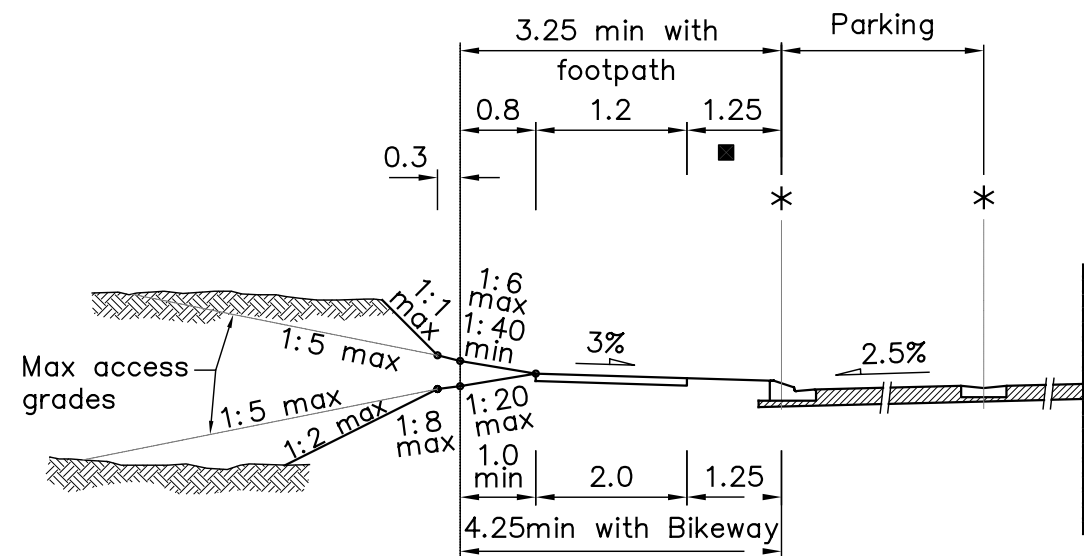 3.25 min with
footpath
Parking
0.8
1.2
1.25
0.3
*
*
1:1
max
1:6
max
1:40
min
1:5 max
3%
2.5%
Max access
grades
1:5 max
1:2 max
1:8
max
1:20
max
1.0
min
2.0
1.25
4.25min with Bikeway